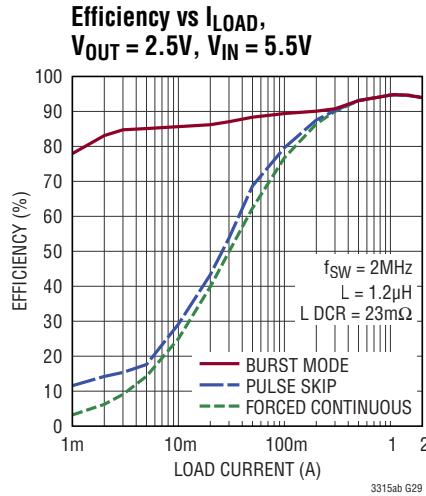 Efficiency vs ILOAD,
VOUT = 2.5V, VIN = 5.5V
100
90
80
70
60
50
40
30
20
10
0
EFFICIENCY (%)
fSW = 2MHz
L = 1.2µH
L DCR = 23mΩ
BURST MODE
PULSE SKIP
FORCED CONTINUOUS
1m 10m 100m 1 2
LOAD CURRENT (A)
3315ab G29